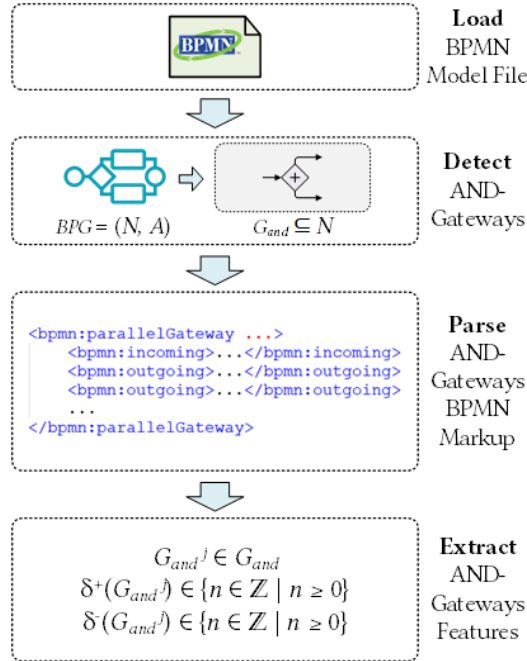 BPMN
Load
BPMN
Model File
BPG = (N, A)
G_and ⊆ N
Detect
AND-
Gateways
<bpmn:parallelGateway ...>
<bpmn:incoming>...</bpmn:incoming>
<bpmn:outgoing>...</bpmn:outgoing>
<bpmn:outgoing>...</bpmn:outgoing>
...
</bpmn:parallelGateway>
Parse
AND-
Gateways
BPMN
Markup
G_and^j ∈ G_and
δ⁺(G_and^j) ∈ {n ∈ ℤ | n ≥ 0}
δ⁻(G_and^j) ∈ {n ∈ ℤ | n ≥ 0}
Extract
AND-
Gateways
Features